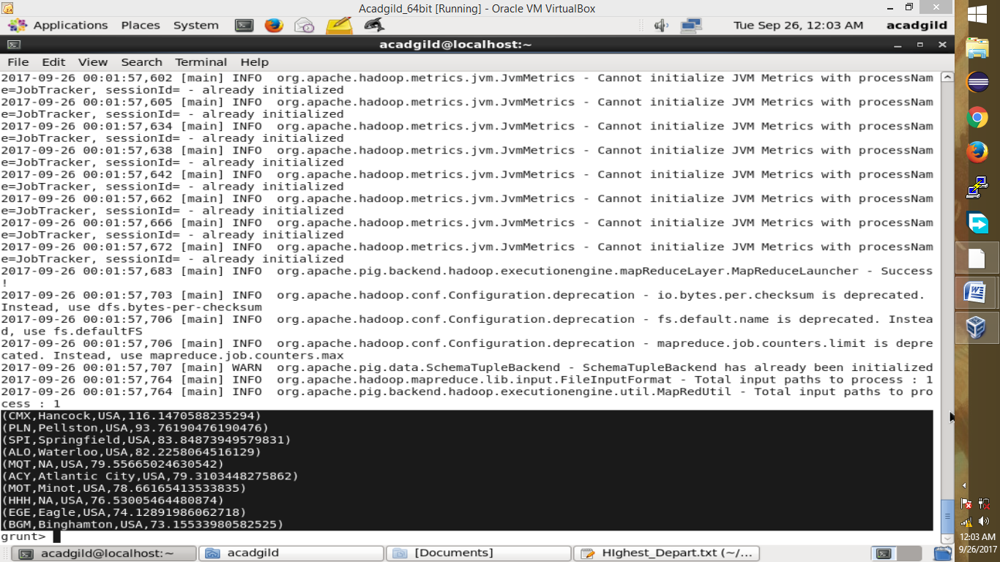 Acadgild_64bit [Running] - Oracle VM VirtualBox
Applications Places System Tue Sep 26, 12:03 AM acadgild
acadgild@localhost:~
File Edit View Search Terminal Help
2017-09-26 00:01:57,602 [main] INFO  org.apache.hadoop.metrics.jvm.JvmMetrics - Cannot initialize JVM Metrics with processNam
e=JobTracker, sessionId= - already initialized
2017-09-26 00:01:57,605 [main] INFO  org.apache.hadoop.metrics.jvm.JvmMetrics - Cannot initialize JVM Metrics with processNam
e=JobTracker, sessionId= - already initialized
2017-09-26 00:01:57,634 [main] INFO  org.apache.hadoop.metrics.jvm.JvmMetrics - Cannot initialize JVM Metrics with processNam
e=JobTracker, sessionId= - already initialized
2017-09-26 00:01:57,638 [main] INFO  org.apache.hadoop.metrics.jvm.JvmMetrics - Cannot initialize JVM Metrics with processNam
e=JobTracker, sessionId= - already initialized
2017-09-26 00:01:57,642 [main] INFO  org.apache.hadoop.metrics.jvm.JvmMetrics - Cannot initialize JVM Metrics with processNam
e=JobTracker, sessionId= - already initialized
2017-09-26 00:01:57,662 [main] INFO  org.apache.hadoop.metrics.jvm.JvmMetrics - Cannot initialize JVM Metrics with processNam
e=JobTracker, sessionId= - already initialized
2017-09-26 00:01:57,666 [main] INFO  org.apache.hadoop.metrics.jvm.JvmMetrics - Cannot initialize JVM Metrics with processNam
e=JobTracker, sessionId= - already initialized
2017-09-26 00:01:57,672 [main] INFO  org.apache.hadoop.metrics.jvm.JvmMetrics - Cannot initialize JVM Metrics with processNam
e=JobTracker, sessionId= - already initialized
2017-09-26 00:01:57,683 [main] INFO  org.apache.pig.backend.hadoop.executionengine.mapReduceLayer.MapReduceLauncher - Success
!
2017-09-26 00:01:57,703 [main] INFO  org.apache.hadoop.conf.Configuration.deprecation - io.bytes.per.checksum is deprecated.
Instead, use dfs.bytes-per-checksum
2017-09-26 00:01:57,706 [main] INFO  org.apache.hadoop.conf.Configuration.deprecation - fs.default.name is deprecated. Instea
d, use fs.defaultFS
2017-09-26 00:01:57,706 [main] INFO  org.apache.hadoop.conf.Configuration.deprecation - mapreduce.job.counters.limit is depre
cated. Instead, use mapreduce.job.counters.max
2017-09-26 00:01:57,707 [main] WARN  org.apache.pig.data.SchemaTupleBackend - SchemaTupleBackend has already been initialized
2017-09-26 00:01:57,764 [main] INFO  org.apache.hadoop.mapreduce.lib.input.FileInputFormat - Total input paths to process : 1
2017-09-26 00:01:57,764 [main] INFO  org.apache.pig.backend.hadoop.executionengine.util.MapRedUtil - Total input paths to pro
cess : 1
(CMX,Hancock,USA,116.1470588235294)
(PLN,Pellston,USA,93.76190476190476)
(SPI,Springfield,USA,83.84873949579831)
(ALO,Waterloo,USA,82.2258064516129)
(MQT,NA,USA,79.55665024630542)
(ACY,Atlantic City,USA,79.3103448275862)
(MOT,Minot,USA,78.66165413533835)
(HHH,NA,USA,76.53005464480874)
(EGE,Eagle,USA,74.12891986062718)
(BGM,Binghamton,USA,73.15533980582525)
grunt>
acadgild@localhost:~ acadgild [Documents] HIghest_Depart.txt (~/...
12:03 AM
9/26/2017